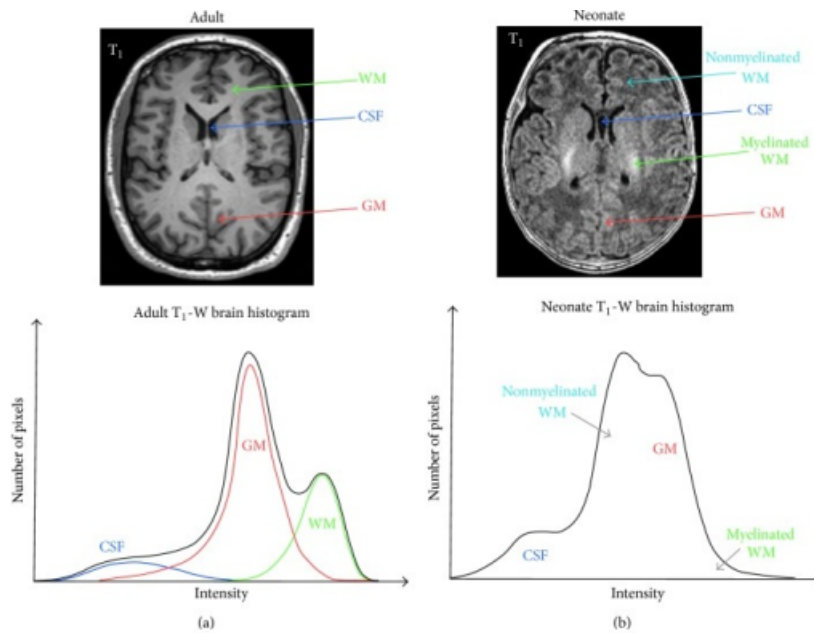 Adult
T1
WM
CSF
GM
Neonate
T1
Nonmyelinated
WM
CSF
Myelinated
WM
GM
Adult T1-W brain histogram
Number of pixels
CSF
GM
WM
Intensity
(a)
Neonate T1-W brain histogram
Number of pixels
Nonmyelinated
WM
GM
CSF
Myelinated
WM
Intensity
(b)